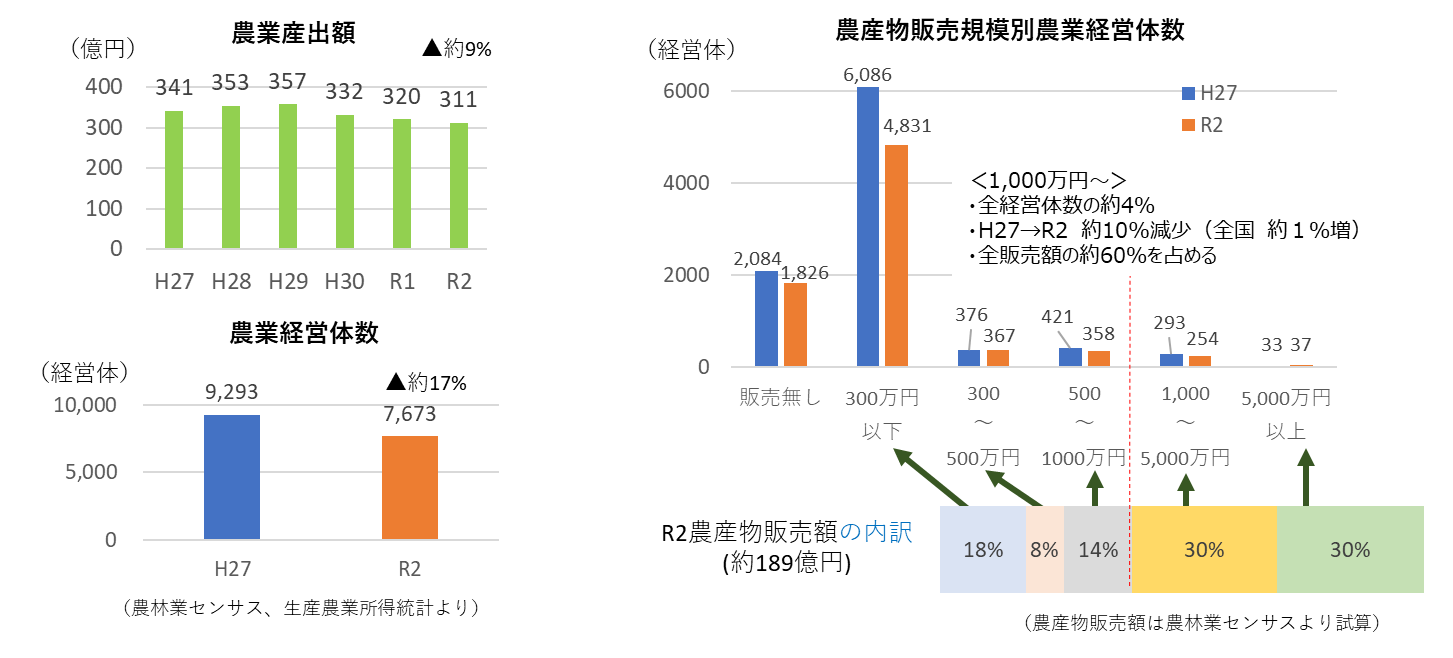 農業産出額
（億円）
▲約9%
400
300
200
100
0
341
353
357
332
320
311
H27
H28
H29
H30
R1
R2
農業経営体数
（経営体）
▲約17%
10,000
5,000
0
9,293
7,673
H27
R2
（農林業センサス、生産農業所得統計より）
農産物販売規模別農業経営体数
（経営体）
6000
4000
2000
0
H27
R2
2,084
1,826
6,086
4,831
376
367
421
358
293
254
33
37
＜1,000万円～＞
・全経営体数の約4%
・H27→R2 約10%減少（全国 約１%増）
・全販売額の約60%を占める
販売無し
300万円
以下
300
～
500万円
500
～
1000万円
1,000
～
5,000万円
5,000万円
以上
R2農産物販売額の内訳
(約189億円)
18%
8%
14%
30%
30%
（農産物販売額は農林業センサスより試算）